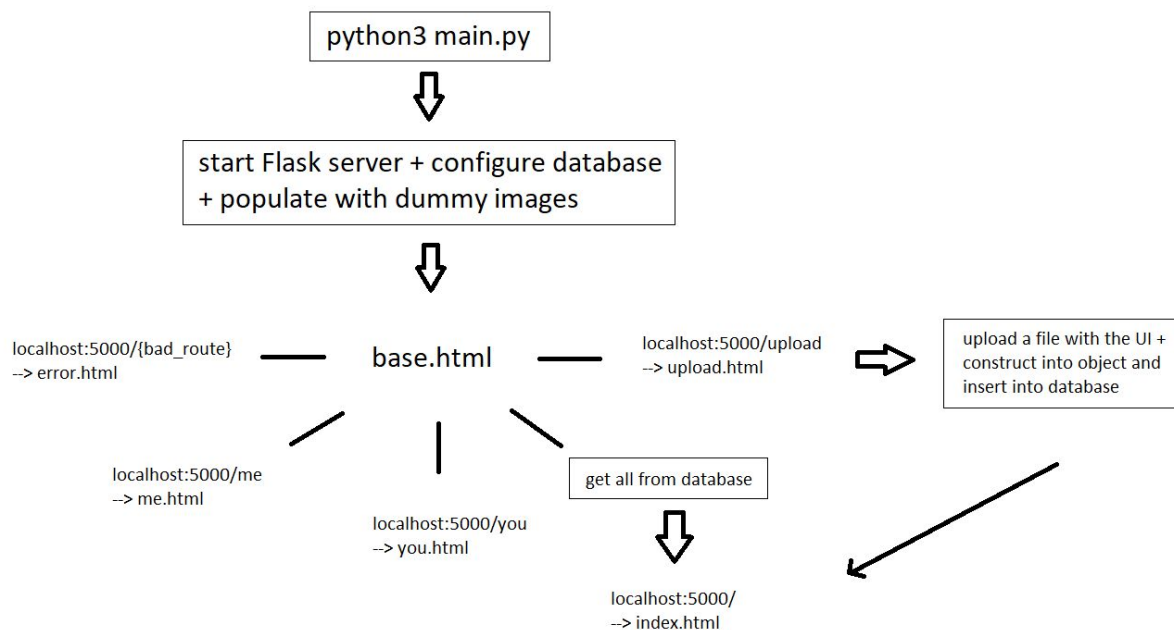 python3 main.py
start Flask server + configure database
+ populate with dummy images
localhost:5000/{bad_route}
--> error.html
base.html
localhost:5000/upload
--> upload.html
upload a file with the UI +
construct into object and
insert into database
localhost:5000/me
--> me.html
localhost:5000/you
--> you.html
get all from database
localhost:5000/
--> index.html